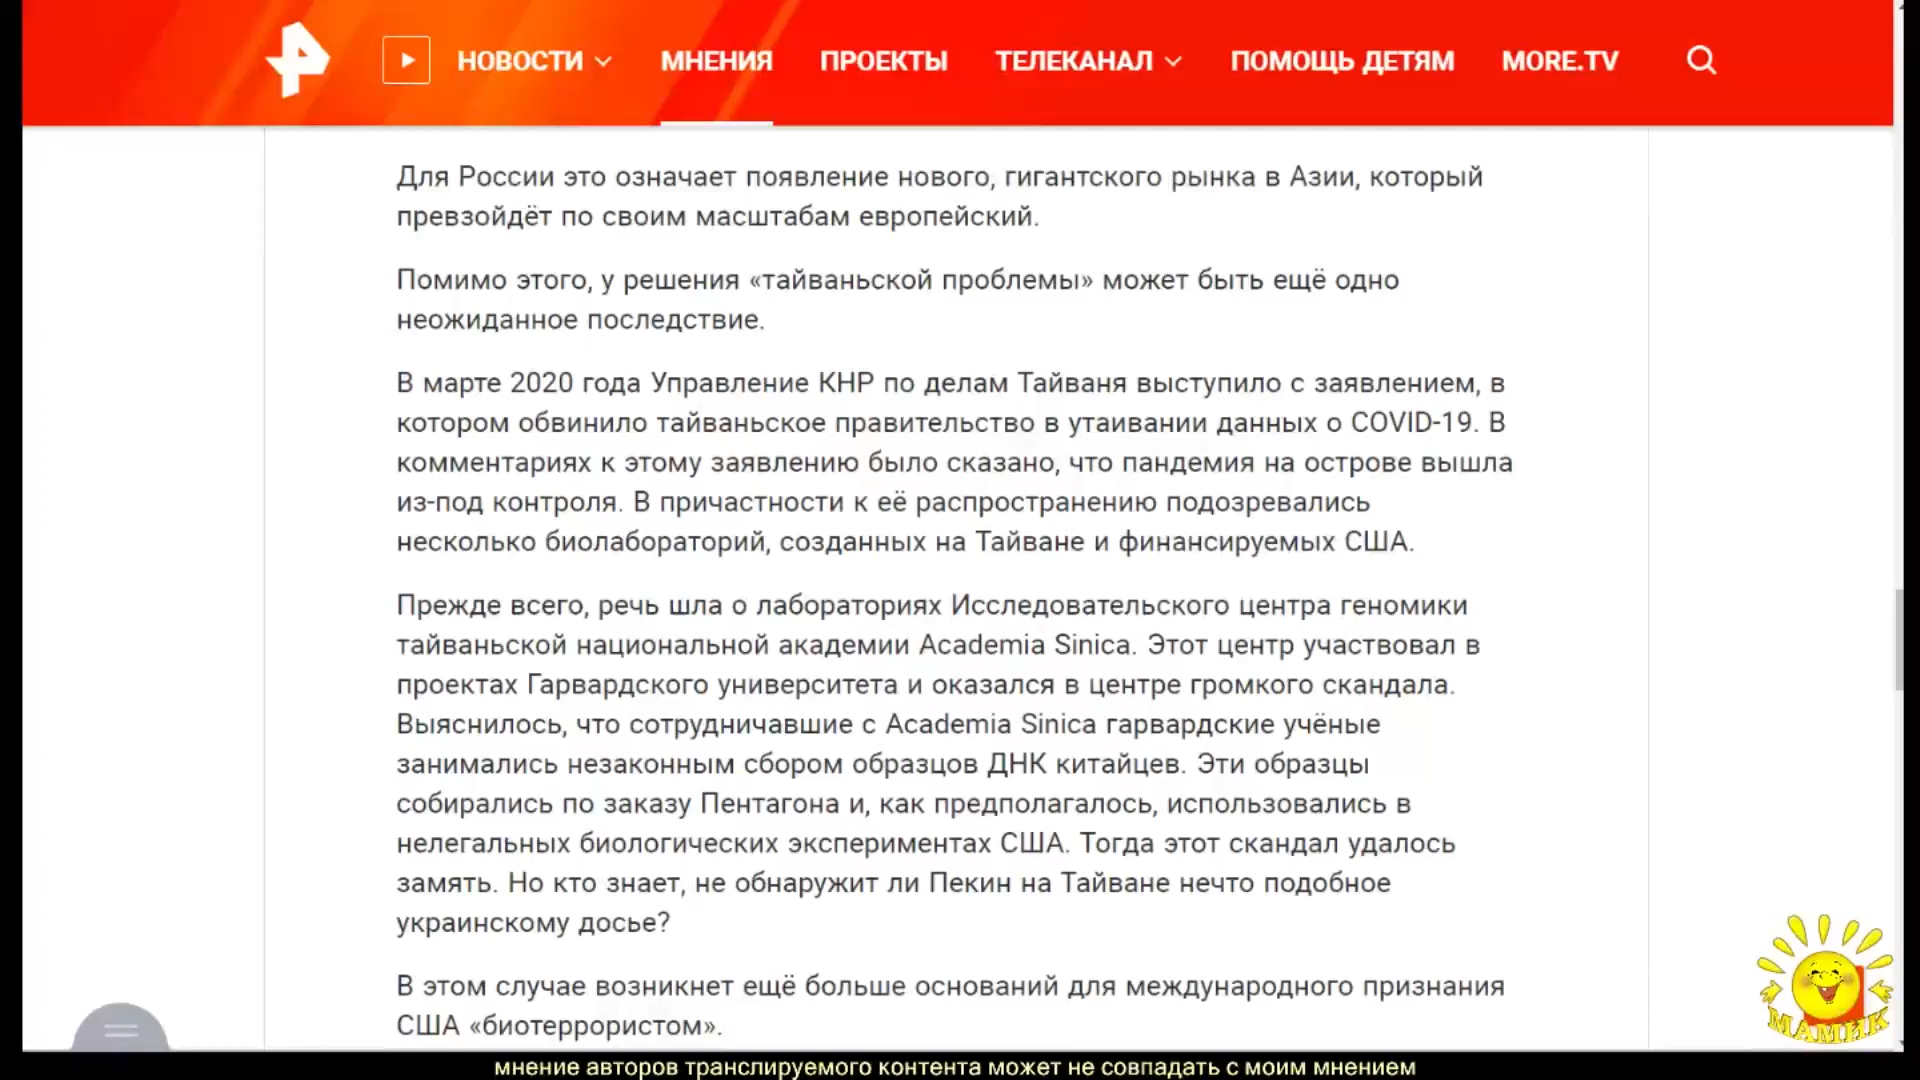 НОВОСТИ МНЕНИЯ ПРОЕКТЫ ТЕЛЕКАНАЛ ПОМОЩЬ ДЕТЯМ MORE.TV
Для России это означает появление нового, гигантского рынка в Азии, который
превзойдёт по своим масштабам европейский.
Помимо этого, у решения «тайваньской проблемы» может быть ещё одно
неожиданное последствие.
В марте 2020 года Управление КНР по делам Тайваня выступило с заявлением, в
котором обвинило тайваньское правительство в утаивании данных о COVID-19. В
комментариях к этому заявлению было сказано, что пандемия на острове вышла
из-под контроля. В причастности к её распространению подозревались
несколько биолабораторий, созданных на Тайване и финансируемых США.
Прежде всего, речь шла о лабораториях Исследовательского центра геномики
тайваньской национальной академии Academia Sinica. Этот центр участвовал в
проектах Гарвардского университета и оказался в центре громкого скандала.
Выяснилось, что сотрудничавшие с Academia Sinica гарвардские учёные
занимались незаконным сбором образцов ДНК китайцев. Эти образцы
собирались по заказу Пентагона и, как предполагалось, использовались в
нелегальных биологических экспериментах США. Тогда этот скандал удалось
замять. Но кто знает, не обнаружит ли Пекин на Тайване нечто подобное
украинскому досье?
В этом случае возникнет ещё больше оснований для международного признания
США «биотеррористом».
МАМИК
мнение авторов транслируемого контента может не совпадать с моим мнением